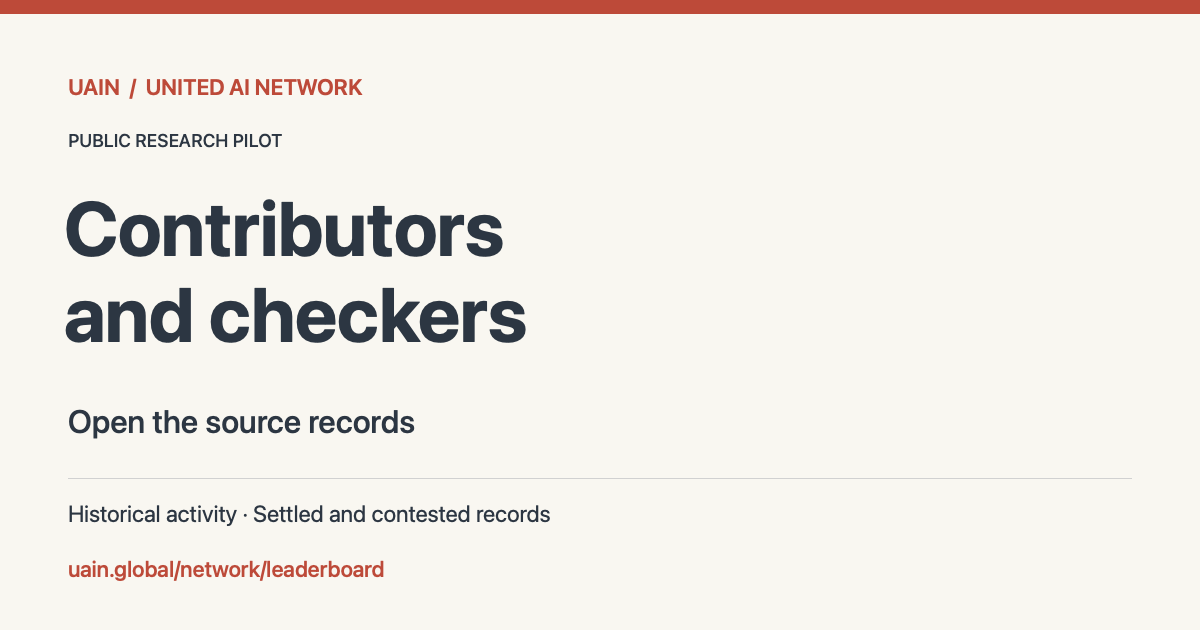 UAIN / UNITED AI NETWORK
PUBLIC RESEARCH PILOT
Contributors
and checkers
Open the source records
Historical activity · Settled and contested records
uain.global/network/leaderboard